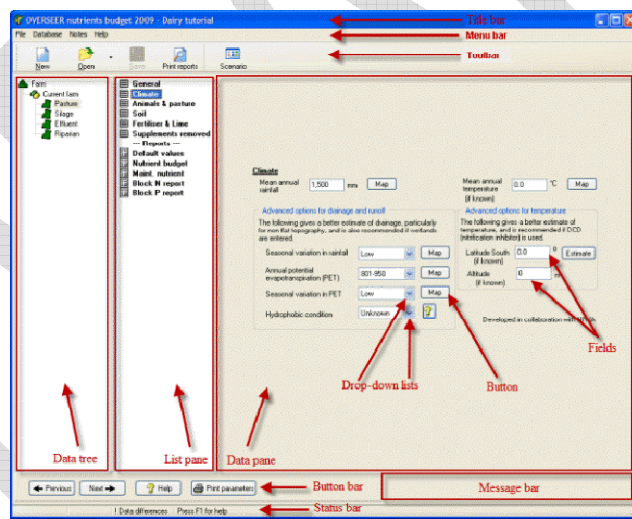 OVERSEER nutrients budget 2009 - Dairy tutorial
Title bar
File Database Notes Help
Menu bar
New Open Save Print reports Scenario
Toolbar
Farm
Current farm
Pasture
Silage
Effluent
Riparian
General
Climate
Animals & pasture
Soil
Fertiliser & Lime
Supplements removed
--- Reports ---
Default values
Nutrient budget
Maint. nutrient
Block N report
Block P report
Climate
Mean annual rainfall 1,500 mm Map
Mean annual temperature (if known) 0.0 °C Map
Advanced options for drainage and runoff
The following gives a better estimate of drainage, particularly
for non flat topography, and is also recommended if wetlands
are entered.
Seasonal variation in rainfall Low Map
Annual potential evapotranspiration (PET) 801-950 Map
Seasonal variation in PET Low Map
Hydrophobic condition Unknown ?
Advanced options for temperature
The following gives a better estimate of
temperature, and is recommended if DCD
(nitrification inhibitor) is used.
Latitude South (if known) 0.0 ° Estimate
Altitude (if known) 0 m
Developed in collaboration with
Fields
Drop-down lists
Button
Data tree
List pane
Data pane
Previous Next Help Print parameters
Button bar
Message bar
! Data differences Press F1 for help
Status bar